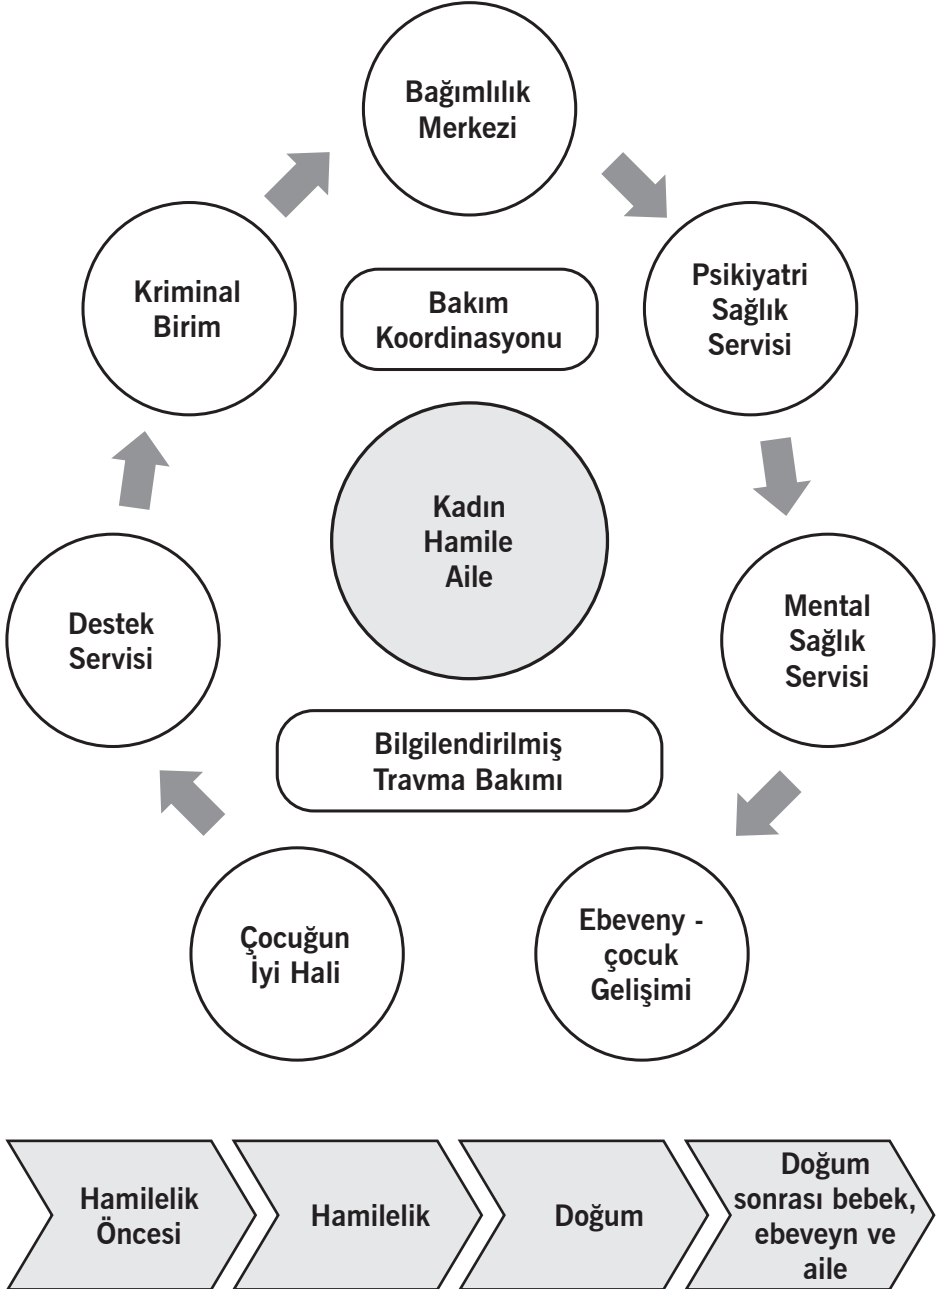 Bağımlılık
Merkezi
Psikiyatri
Sağlık
Servisi
Mental
Sağlık
Servisi
Ebeveny -
çocuk
Gelişimi
Çocuğun
İyi Hali
Destek
Servisi
Kriminal
Birim
Bakım
Koordinasyonu
Kadın
Hamile
Aile
Bilgilendirilmiş
Travma Bakımı
Hamilelik
Öncesi
Hamilelik
Doğum
Doğum
sonrası bebek,
ebeveyn ve
aile